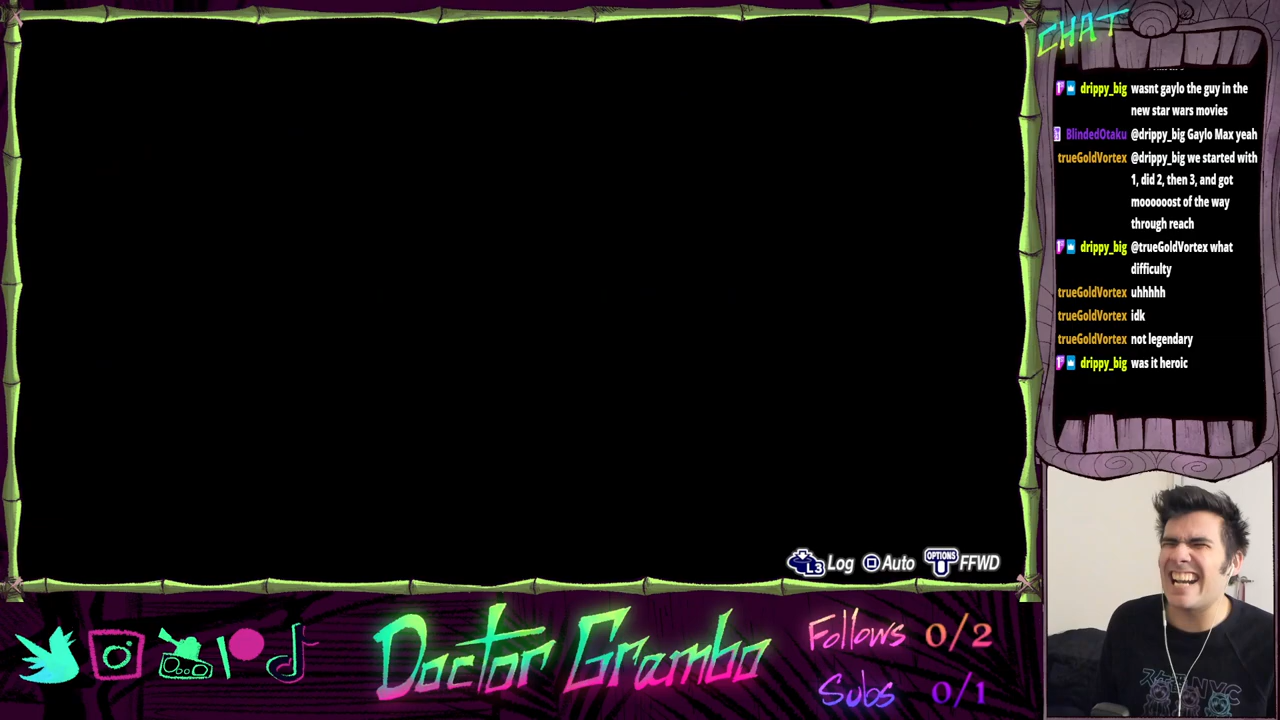 CHAT
drippy_big wasnt gaylo the guy in the
new star wars movies
BlindedOtaku @drippy_big Gaylo Max yeah
trueGoldVortex @drippy_big we started with
1, did 2, then 3, and got
moooooost of the way
through reach
drippy_big @trueGoldVortex what
difficulty
trueGoldVortex uhhhhh
trueGoldVortex idk
trueGoldVortex not legendary
drippy_big was it heroic
L3 Log Auto OPTIONS FFWD
Doctor Grambo
Follows 0/2
Subs 0/1
NYC